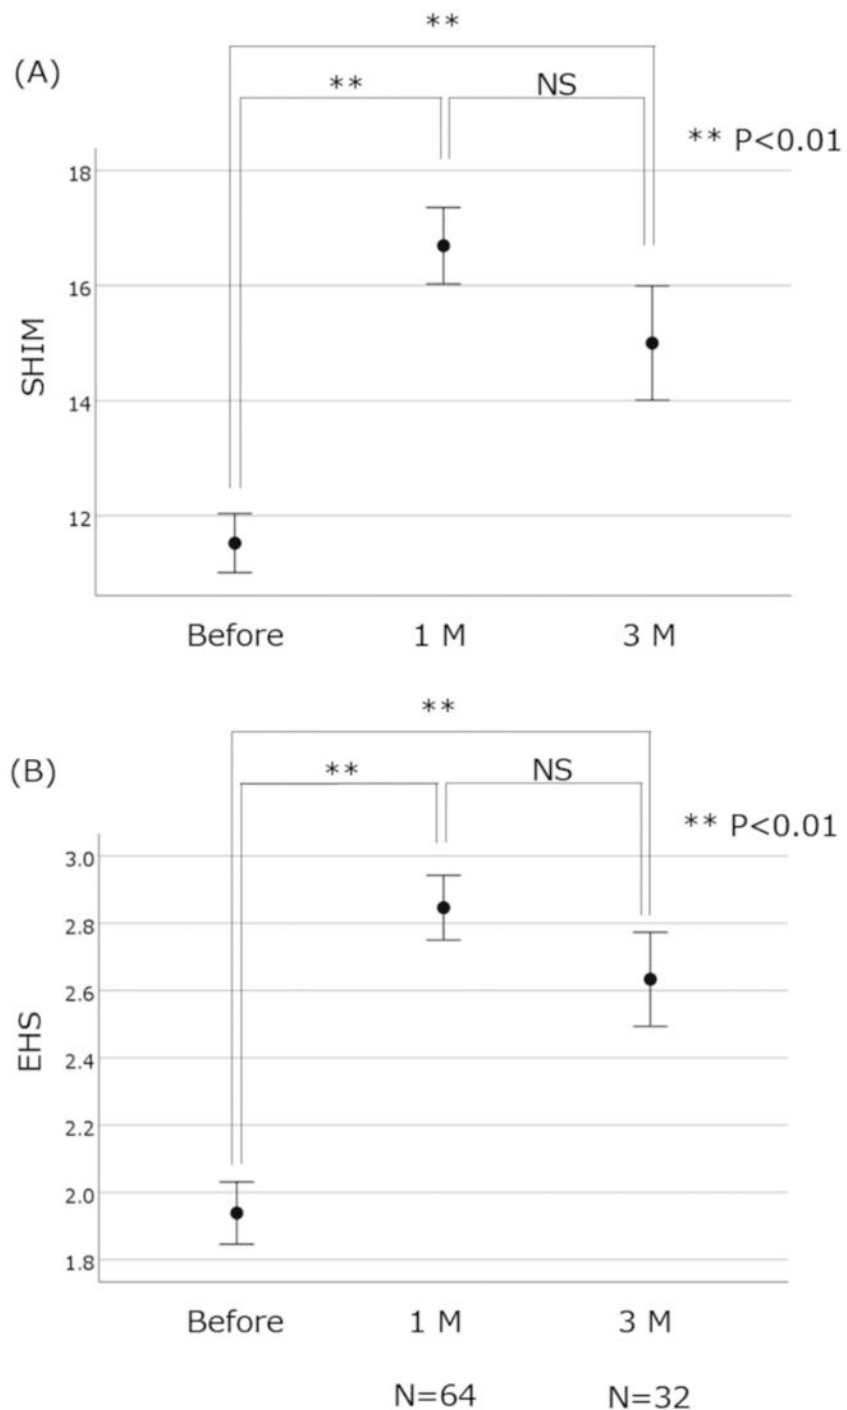 **
(A)
** NS
** P<0.01
18
16
14
12
SHIM
Before 1 M 3 M
**
(B)
** NS
** P<0.01
3.0
2.8
2.6
2.4
2.2
2.0
1.8
EHS
Before 1 M 3 M
N=64 N=32